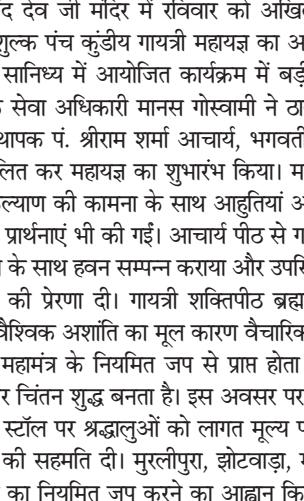 द देव जी मंदिर में रविवार को अखि
शुल्क पंच कुंडीय गायत्री महायज्ञ का अ
सानिध्य में आयोजित कार्यक्रम में बड़ी
सेवा अधिकारी मानस गोस्वामी ने ठा
थापक पं. श्रीराम शर्मा आचार्य, भगवती
लित कर महायज्ञ का शुभारंभ किया। म
ल्याण की कामना के साथ आहुतियां अ
प्रार्थनाएं भी की गईं। आचार्य पीठ से ग
के साथ हवन सम्पन्न कराया और उपसि
की प्रेरणा दी। गायत्री शक्तिपीठ ब्रह्म
वैश्विक अशांति का मूल कारण वैचारिक
महामंत्र के नियमित जप से प्राप्त होता
र चिंतन शुद्ध बनता है। इस अवसर पर
स्टॉल पर श्रद्धालुओं को लागत मूल्य प
की सहमति दी। मुरलीपुरा, झोटवाड़ा,
का नियमित जप करने का आह्वान कि